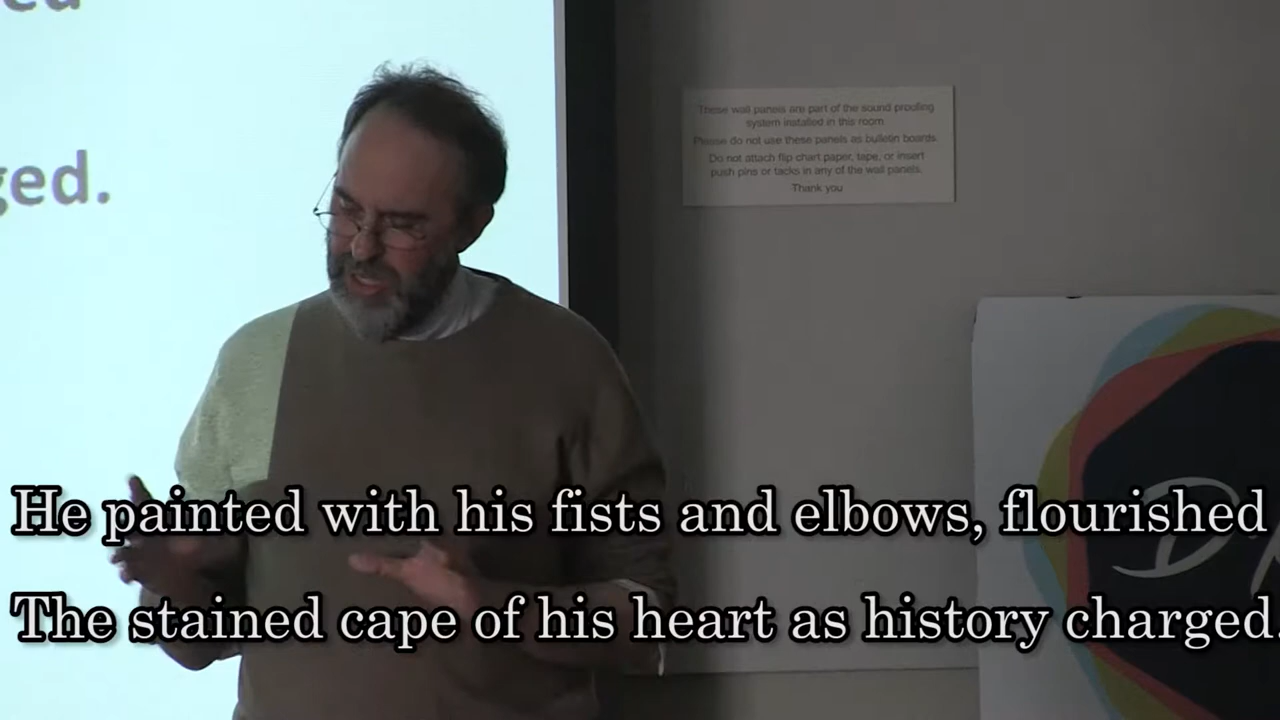 ged.
These wall panels are part of the sound proofing
system installed in this room
Please do not use these panels as bulletin boards.
Do not attach flip chart paper, tape, or insert
push pins or tacks in any of the wall panels.
Thank you
He painted with his fists and elbows, flourished
The stained cape of his heart as history charged.